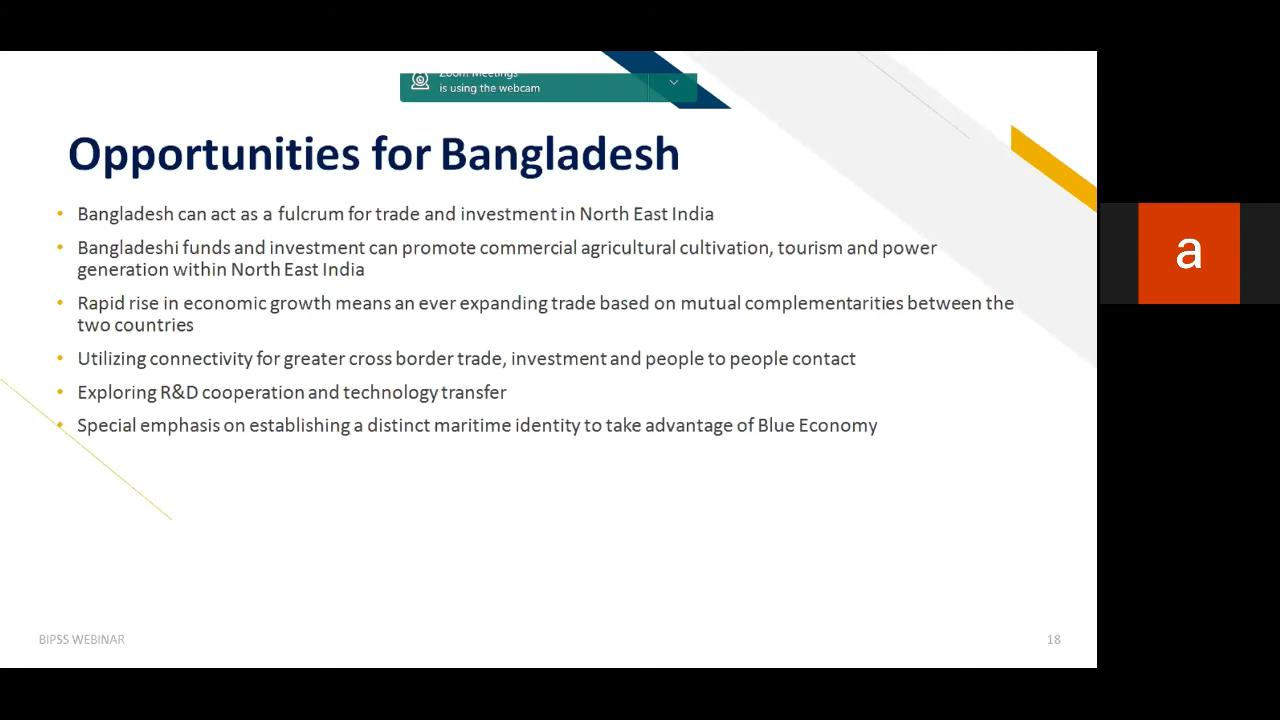 Zoom Meetings
is using the webcam
Opportunities for Bangladesh
• Bangladesh can act as a fulcrum for trade and investment in North East India
• Bangladeshi funds and investment can promote commercial agricultural cultivation, tourism and power
generation within North East India
• Rapid rise in economic growth means an ever expanding trade based on mutual complementarities between the
two countries
• Utilizing connectivity for greater cross border trade, investment and people to people contact
• Exploring R&D cooperation and technology transfer
• Special emphasis on establishing a distinct maritime identity to take advantage of Blue Economy
a
BIPSS WEBINAR
18